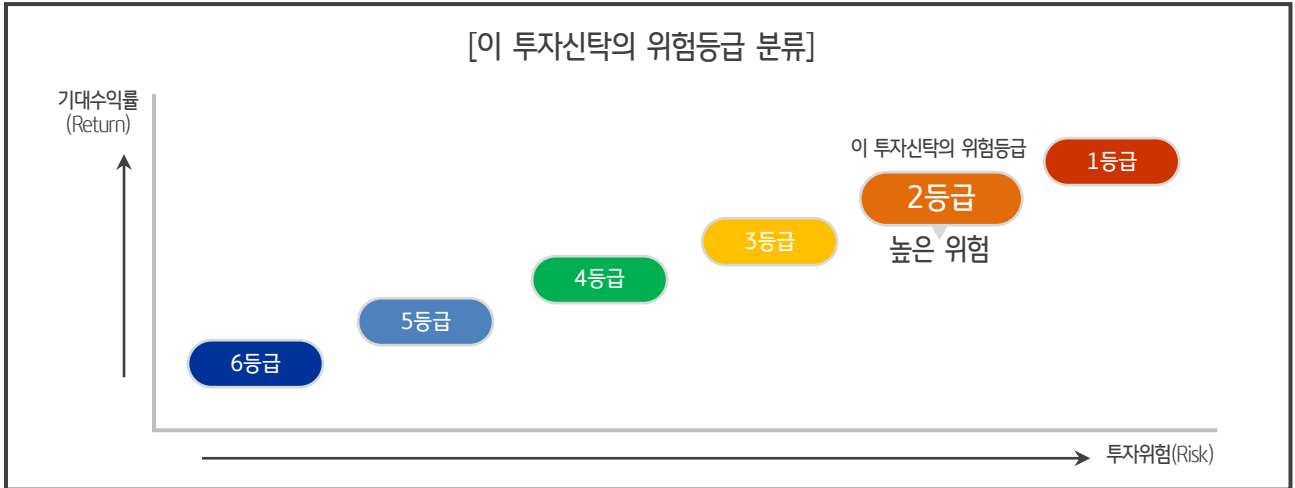 [이 투자신탁의 위험등급 분류]
기대수익률
(Return)
이 투자신탁의 위험등급
1등급
2등급
높은 위험
3등급
4등급
5등급
6등급
투자위험(Risk)